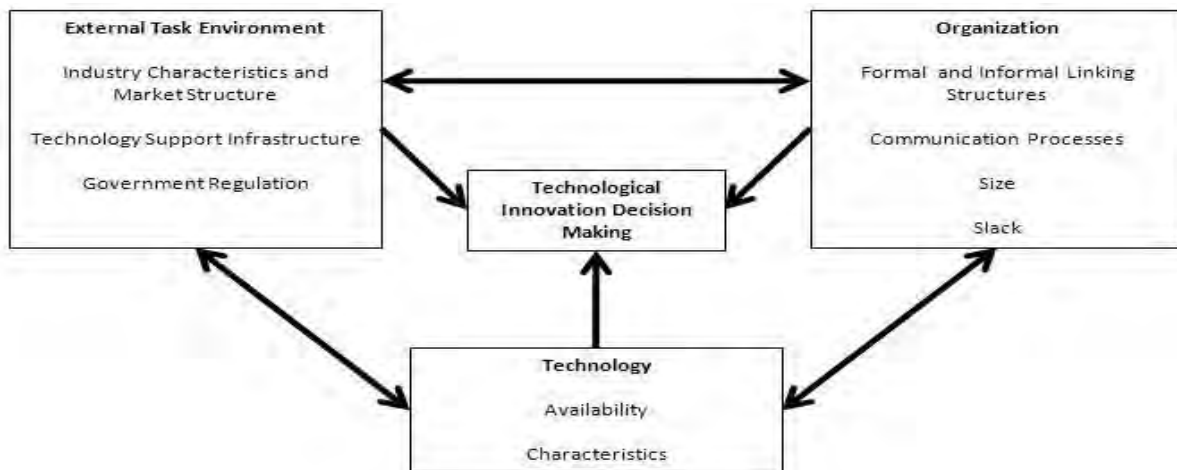 External Task Environment
Industry Characteristics and
Market Structure
Technology Support Infrastructure
Government Regulation
Organization
Formal and Informal Linking
Structures
Communication Processes
Size
Slack
Technological
Innovation Decision
Making
Technology
Availability
Characteristics